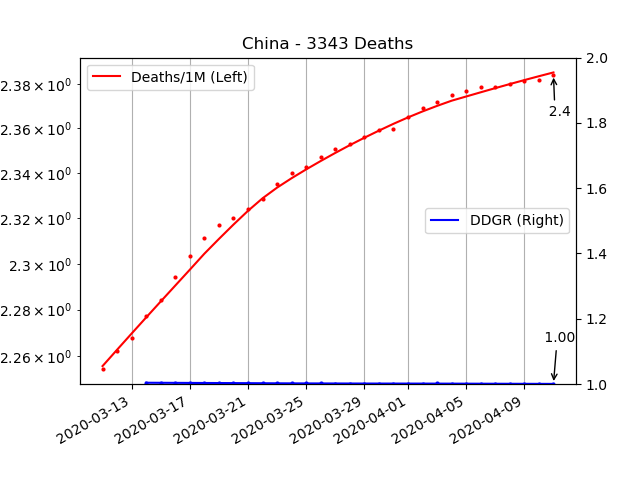 China - 3343 Deaths
Deaths/1M (Left)
DDGR (Right)
2.38 × 10⁰
2.36 × 10⁰
2.34 × 10⁰
2.32 × 10⁰
2.3 × 10⁰
2.28 × 10⁰
2.26 × 10⁰
2.0
1.8
1.6
1.4
1.2
1.0
2.4
1.00
2020-03-13
2020-03-17
2020-03-21
2020-03-25
2020-03-29
2020-04-01
2020-04-05
2020-04-09